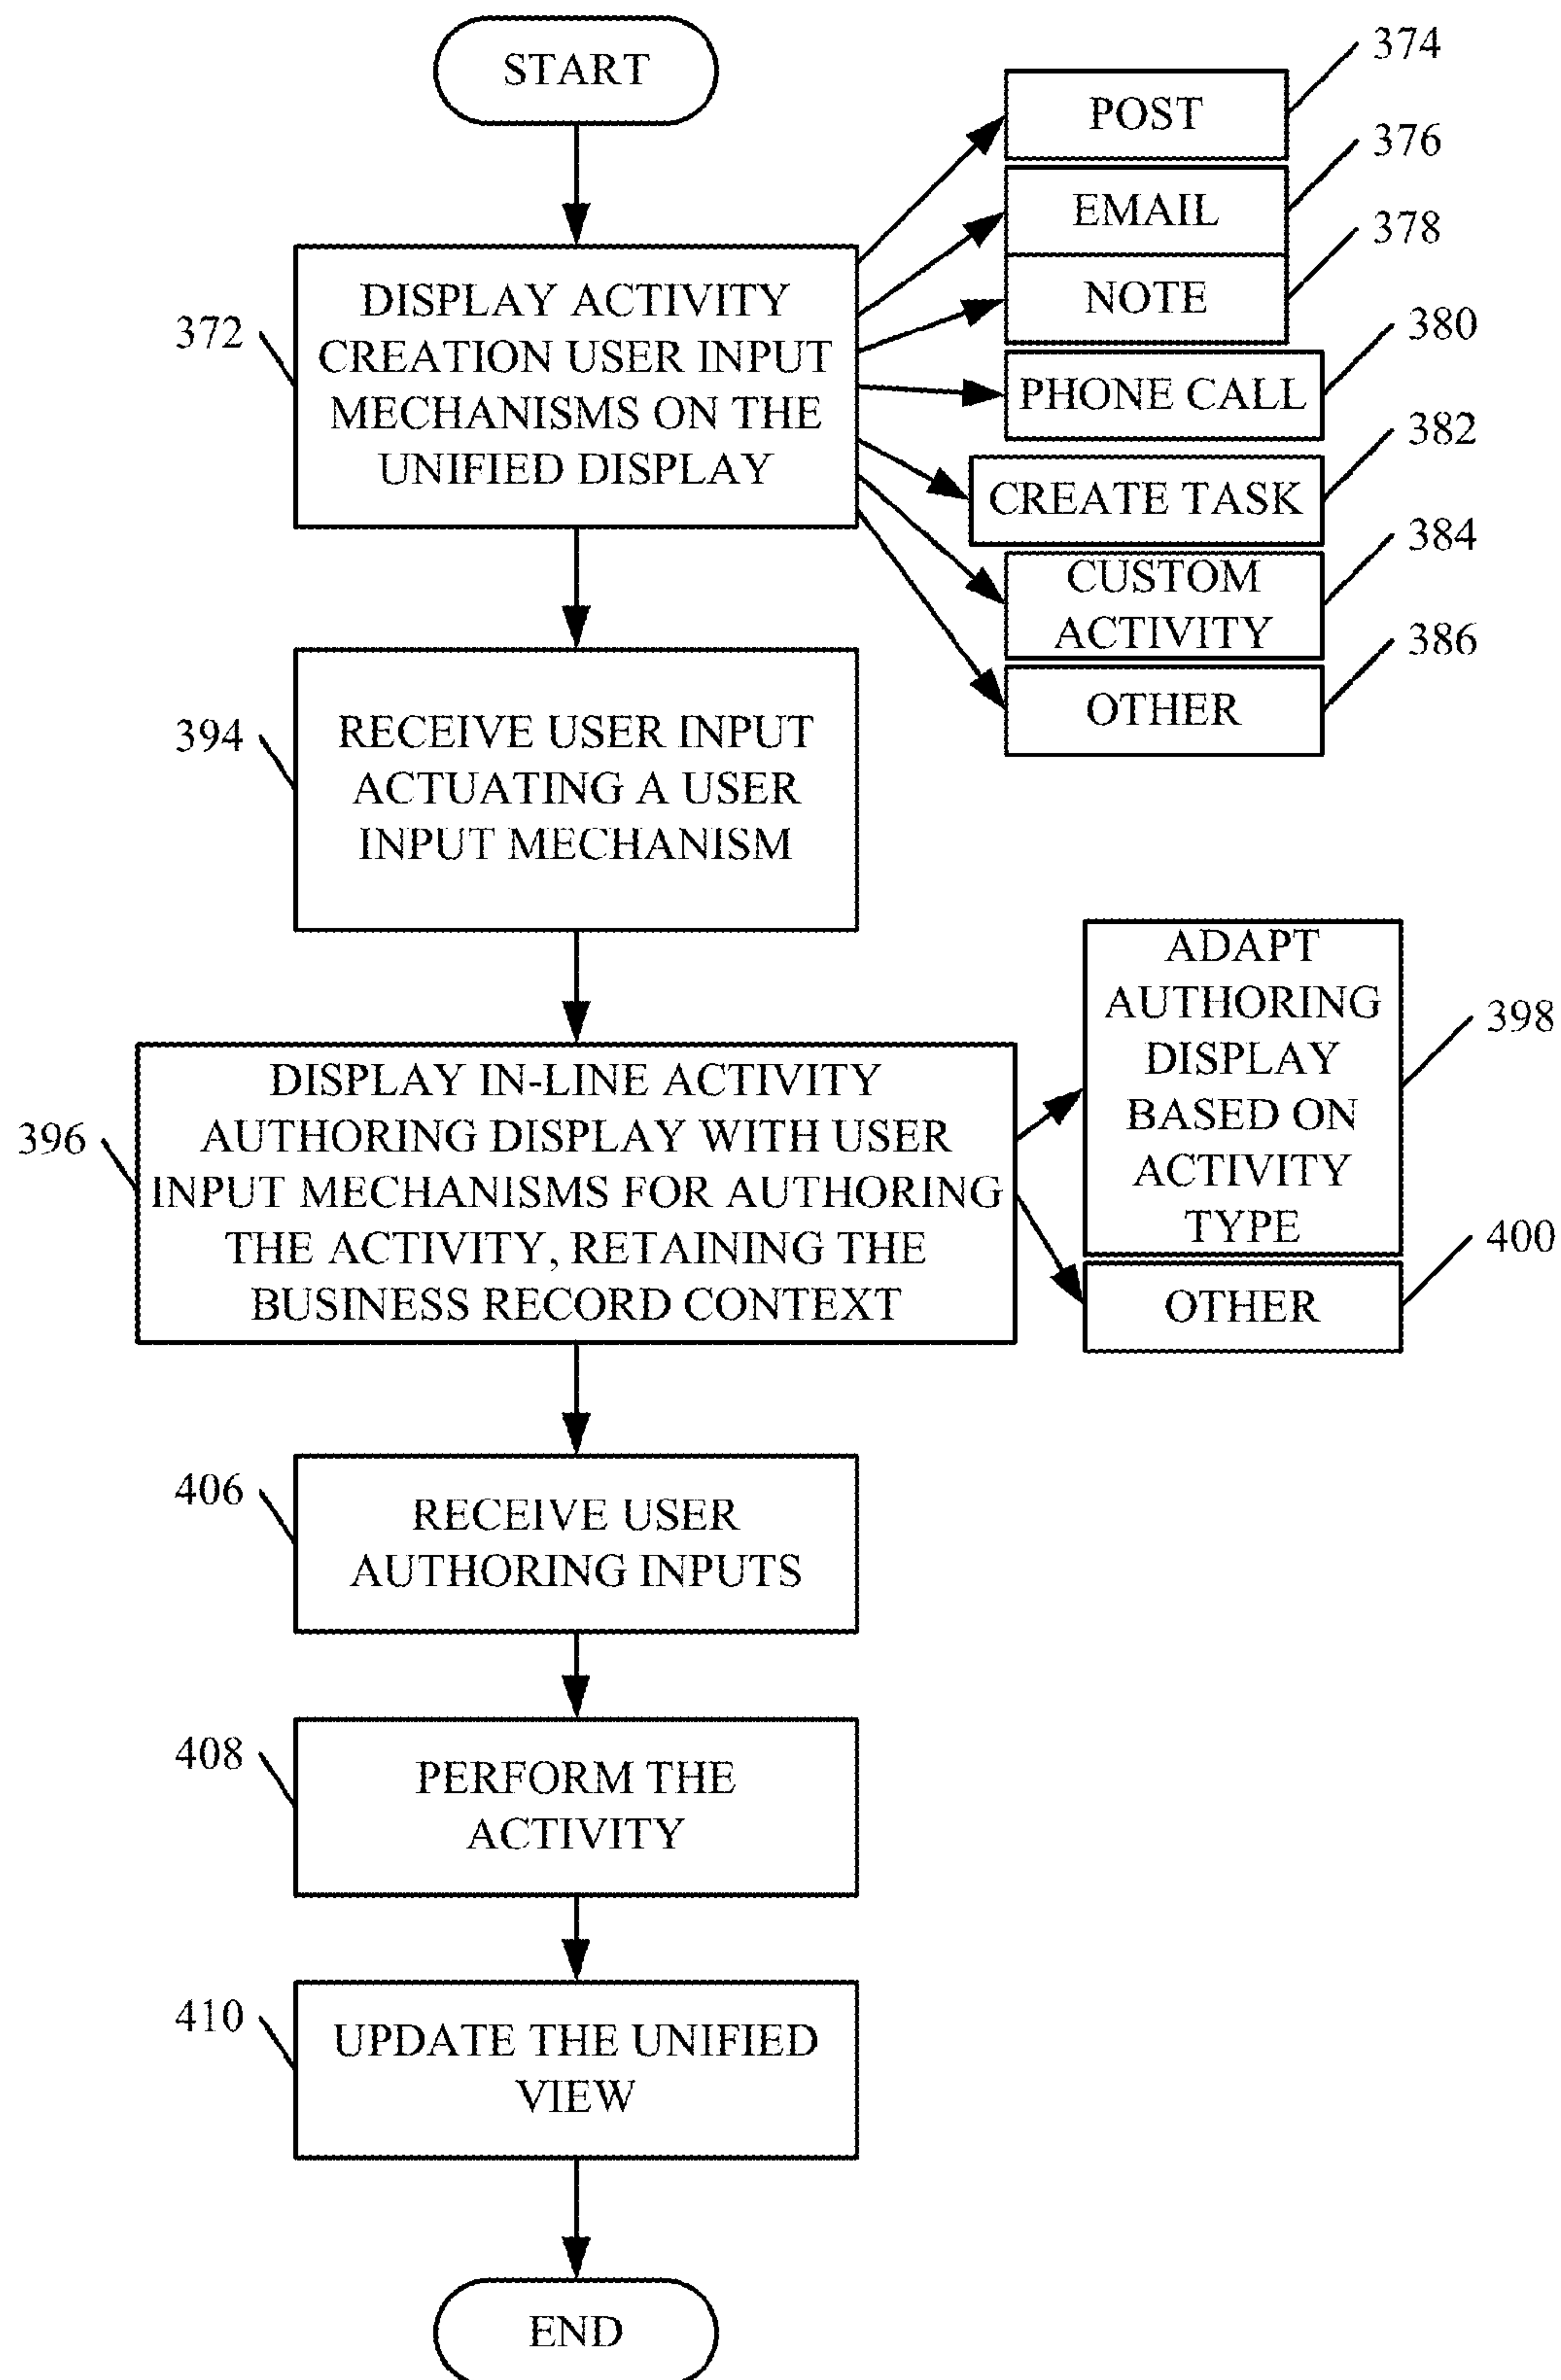 START
374
POST
376
EMAIL
378
NOTE
372
DISPLAY ACTIVITY
CREATION USER INPUT
MECHANISMS ON THE
UNIFIED DISPLAY
380
PHONE CALL
382
CREATE TASK
384
CUSTOM
ACTIVITY
386
OTHER
394
RECEIVE USER INPUT
ACTUATING A USER
INPUT MECHANISM
396
DISPLAY IN-LINE ACTIVITY
AUTHORING DISPLAY WITH USER
INPUT MECHANISMS FOR AUTHORING
THE ACTIVITY, RETAINING THE
BUSINESS RECORD CONTEXT
398
ADAPT
AUTHORING
DISPLAY
BASED ON
ACTIVITY
TYPE
400
OTHER
406
RECEIVE USER
AUTHORING INPUTS
408
PERFORM THE
ACTIVITY
410
UPDATE THE UNIFIED
VIEW
END